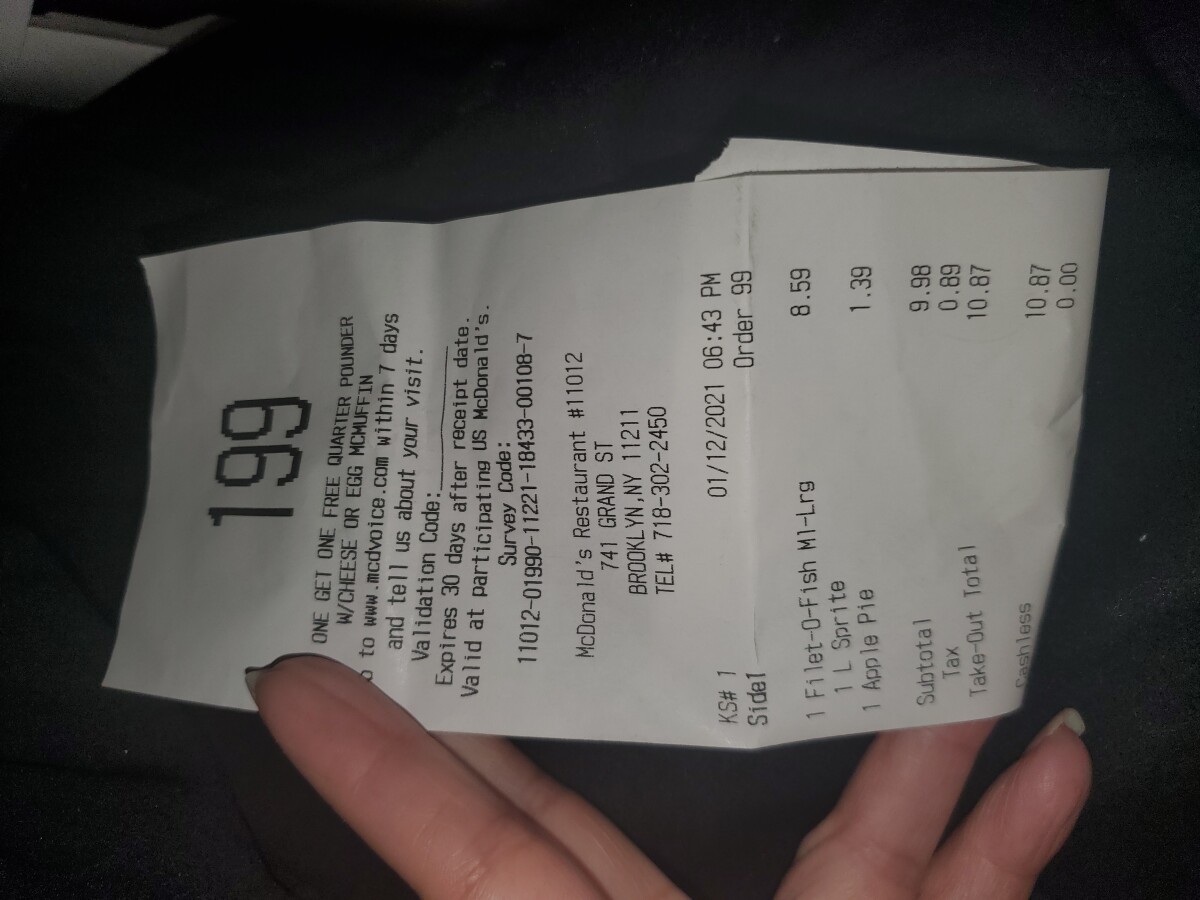 199
ONE GET ONE FREE QUARTER POUNDER
W/CHEESE OR EGG MCMUFFIN
to www.mcdvoice.com within 7 days
and tell us about your visit.
Validation Code:__________
Expires 30 days after receipt date.
Valid at participating US McDonald's.
Survey Code:
11012-01990-11221-18433-00108-7
McDonald's Restaurant #11012
741 GRAND ST
BROOKLYN,NY 11211
TEL# 718-302-2450
KS# 1 01/12/2021 06:43 PM
Side1 Order 99
1 Filet-O-Fish Ml-Lrg 8.59
1 L Sprite
1 Apple Pie 1.39
Subtotal 9.98
Tax 0.89
Take-Out Total 10.87
Cashless 10.87
0.00